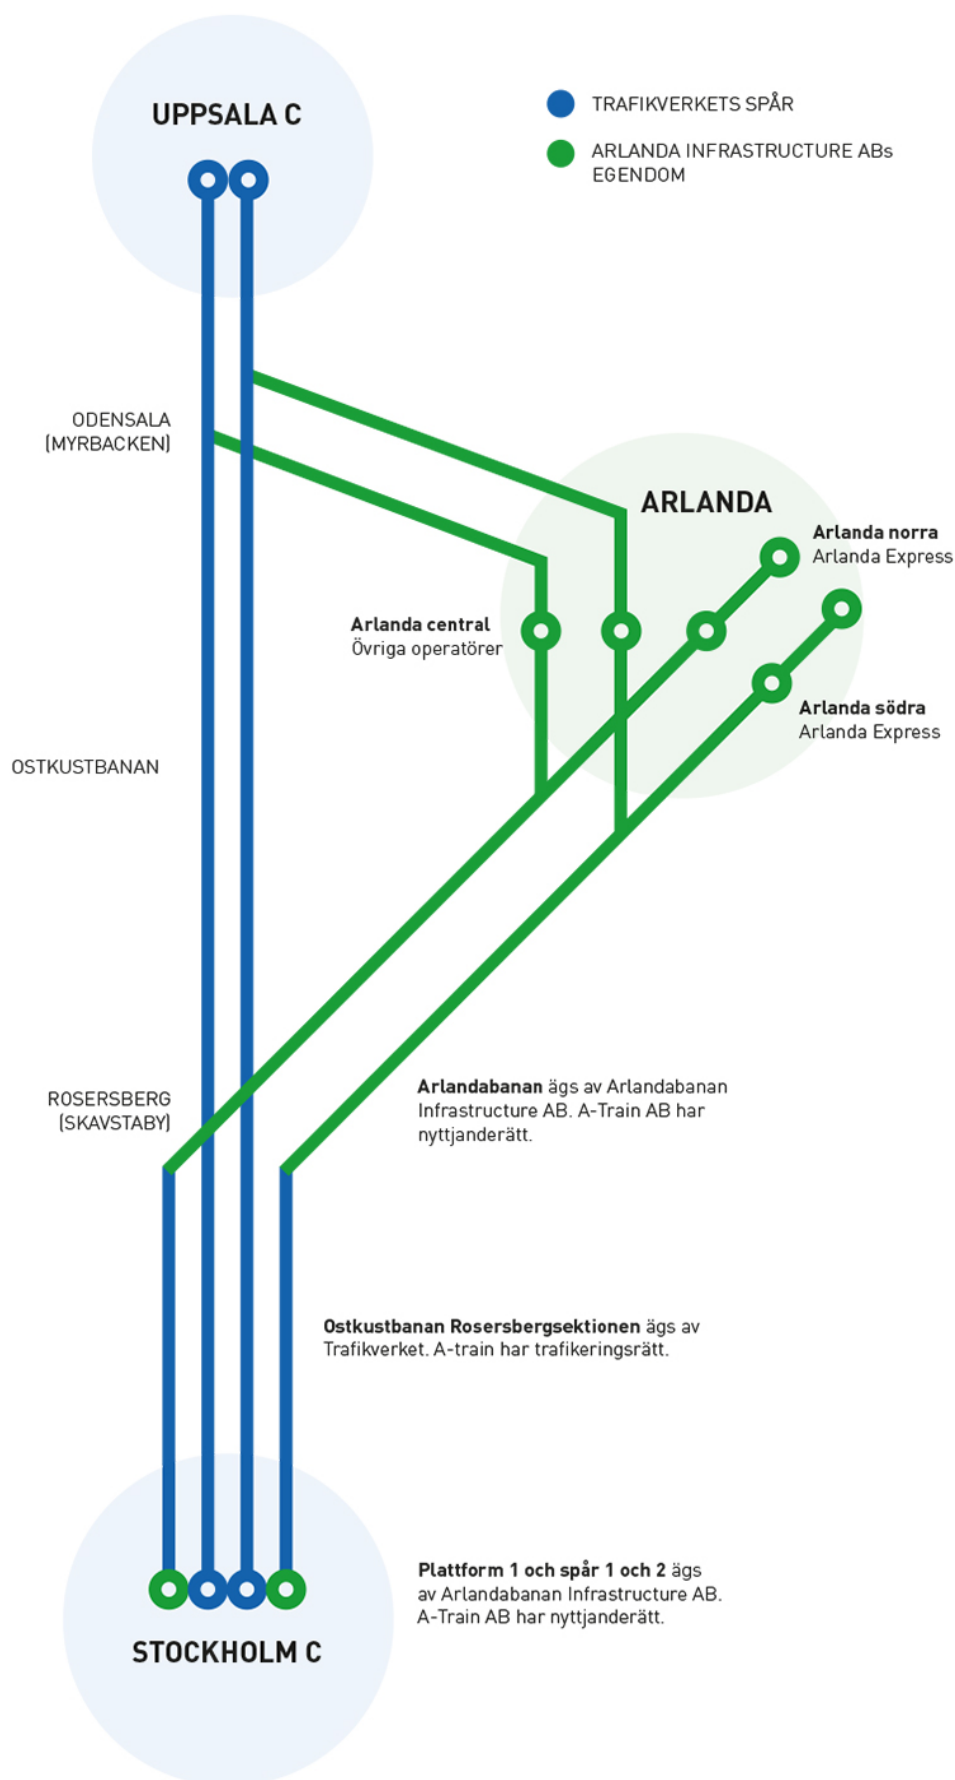 UPPSALA C
TRAFIKVERKETS SPÅR
ARLANDA INFRASTRUCTURE ABs
EGENDOM
ODENSALA
(MYRBACKEN)
ARLANDA
Arlanda norra
Arlanda Express
Arlanda central
Övriga operatörer
Arlanda södra
Arlanda Express
OSTKUSTBANAN
ROSERSBERG
(SKAVSTABY)
Arlandabanan ägs av Arlandabanan
Infrastructure AB. A-Train AB har
nyttjanderätt.
Ostkustbanan Rosersbergsektionen ägs av
Trafikverket. A-train har trafikeringsrätt.
Plattform 1 och spår 1 och 2 ägs
av Arlandabanan Infrastructure AB.
A-Train AB har nyttjanderätt.
STOCKHOLM C